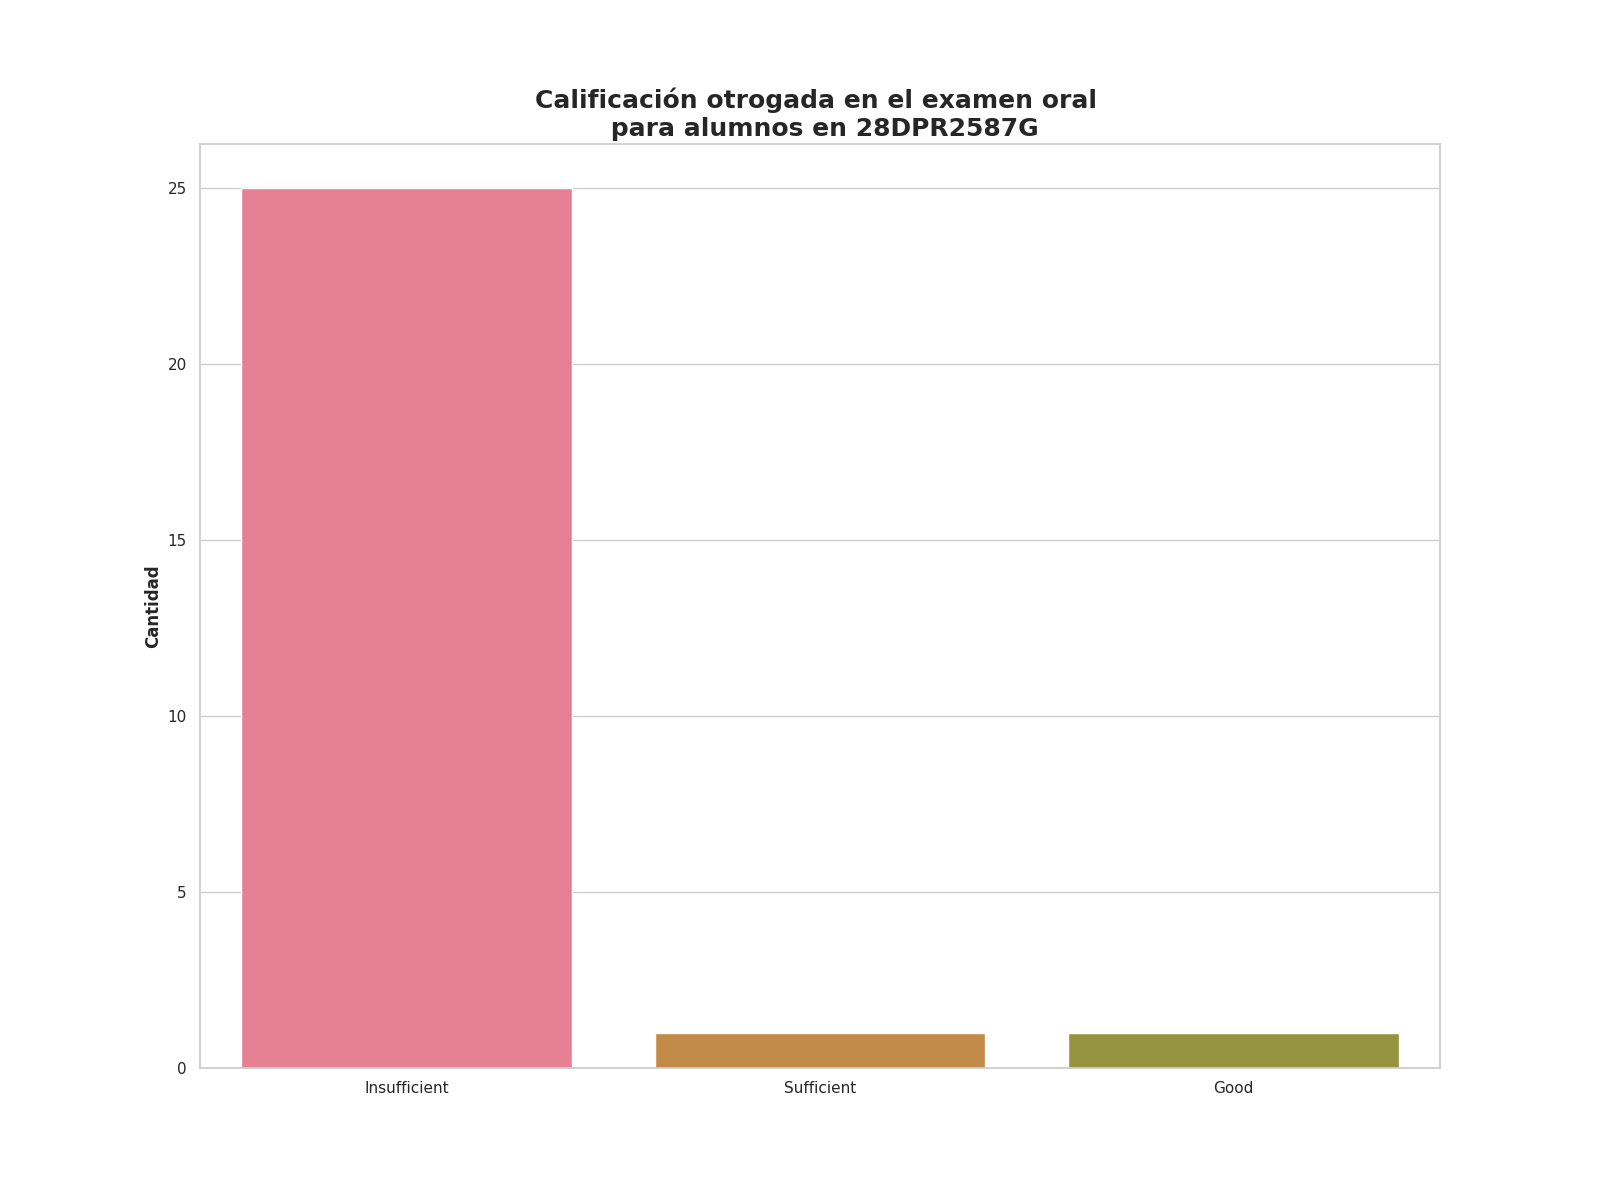 Calificación otrogada en el examen oral
para alumnos en 28DPR2587G
25
20
15
10
5
0
Cantidad
Insufficient
Sufficient
Good